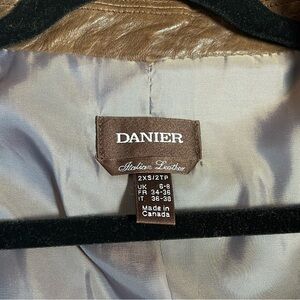 DANIER
Italian Leather
2XS/2TP
UK 6-8
FR 34-36
IT 36-38
Made in
Canada